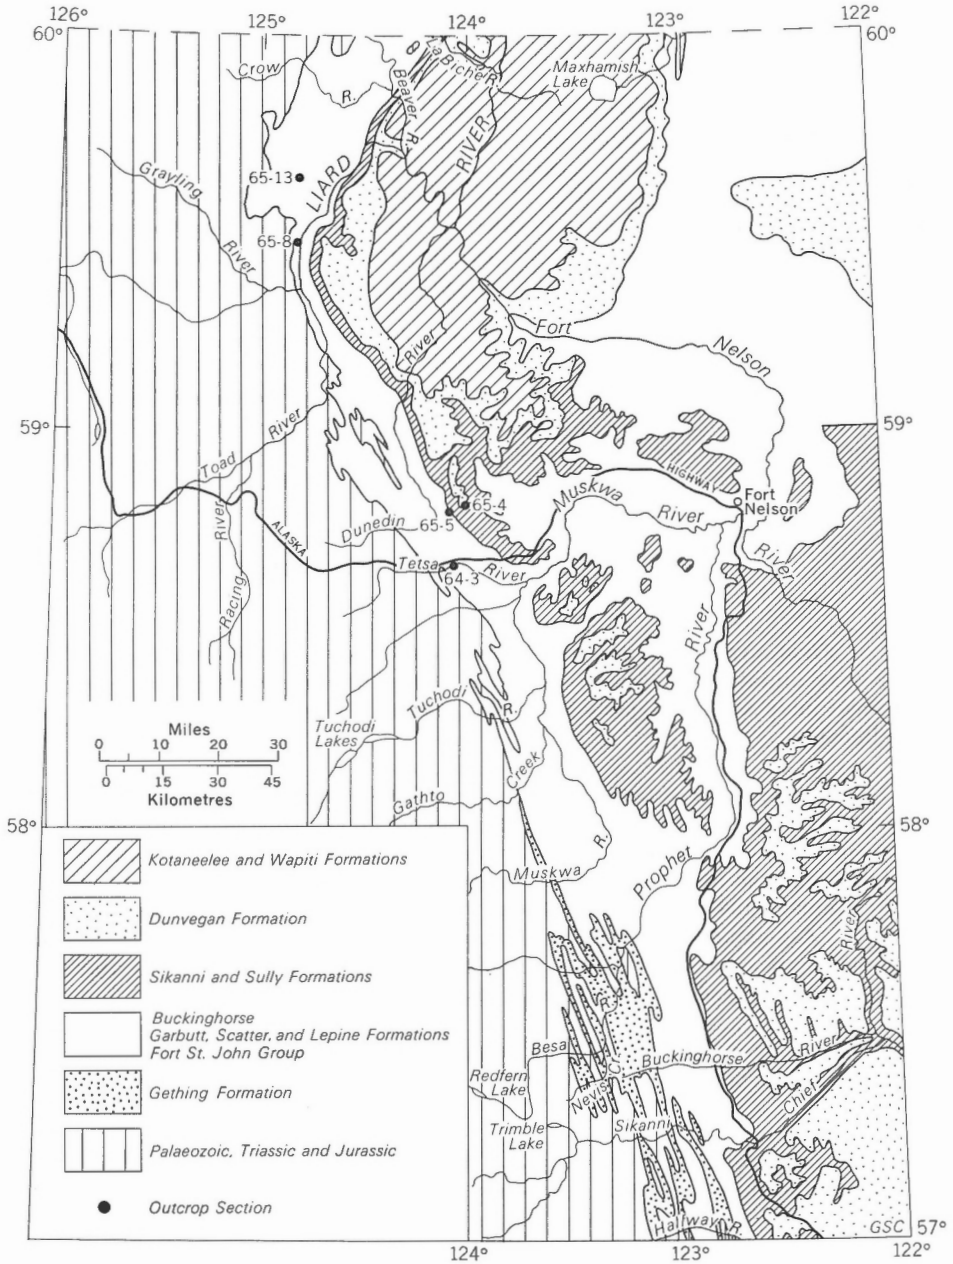 126°
125°
124°
123°
122°
60°
60°
Crow
R.
Beaver R.
La Biche R.
Maxhamish
Lake
RIVER
LIARD
65-13
65-8
Grayling
River
River
Fort
Nelson
59°
59°
Toad
River
River
Racing
ALASKA
HIGHWAY
Fort
Nelson
Muskwa
River
65-4
65-5
Dunedin
Tetsa
River
64-3
River
River
Tuchodi
R.
Tuchodi
Lakes
Miles
0 10 20 30
0 15 30 45
Kilometres
Gathto
Creek
58°
58°
Muskwa
R.
Prophet
River
Kotaneelee and Wapiti Formations
Dunvegan Formation
Sikanni and Sully Formations
Buckinghorse
Garbutt, Scatter, and Lepine Formations
Fort St. John Group
Gething Formation
Palaeozoic, Triassic and Jurassic
Outcrop Section
R.
Besa
Buckinghorse
River
Redfern
Lake
Nevis Cr.
Trimble
Lake
Sikanni
Chief
Halfway R.
GSC
57°
124°
123°
122°